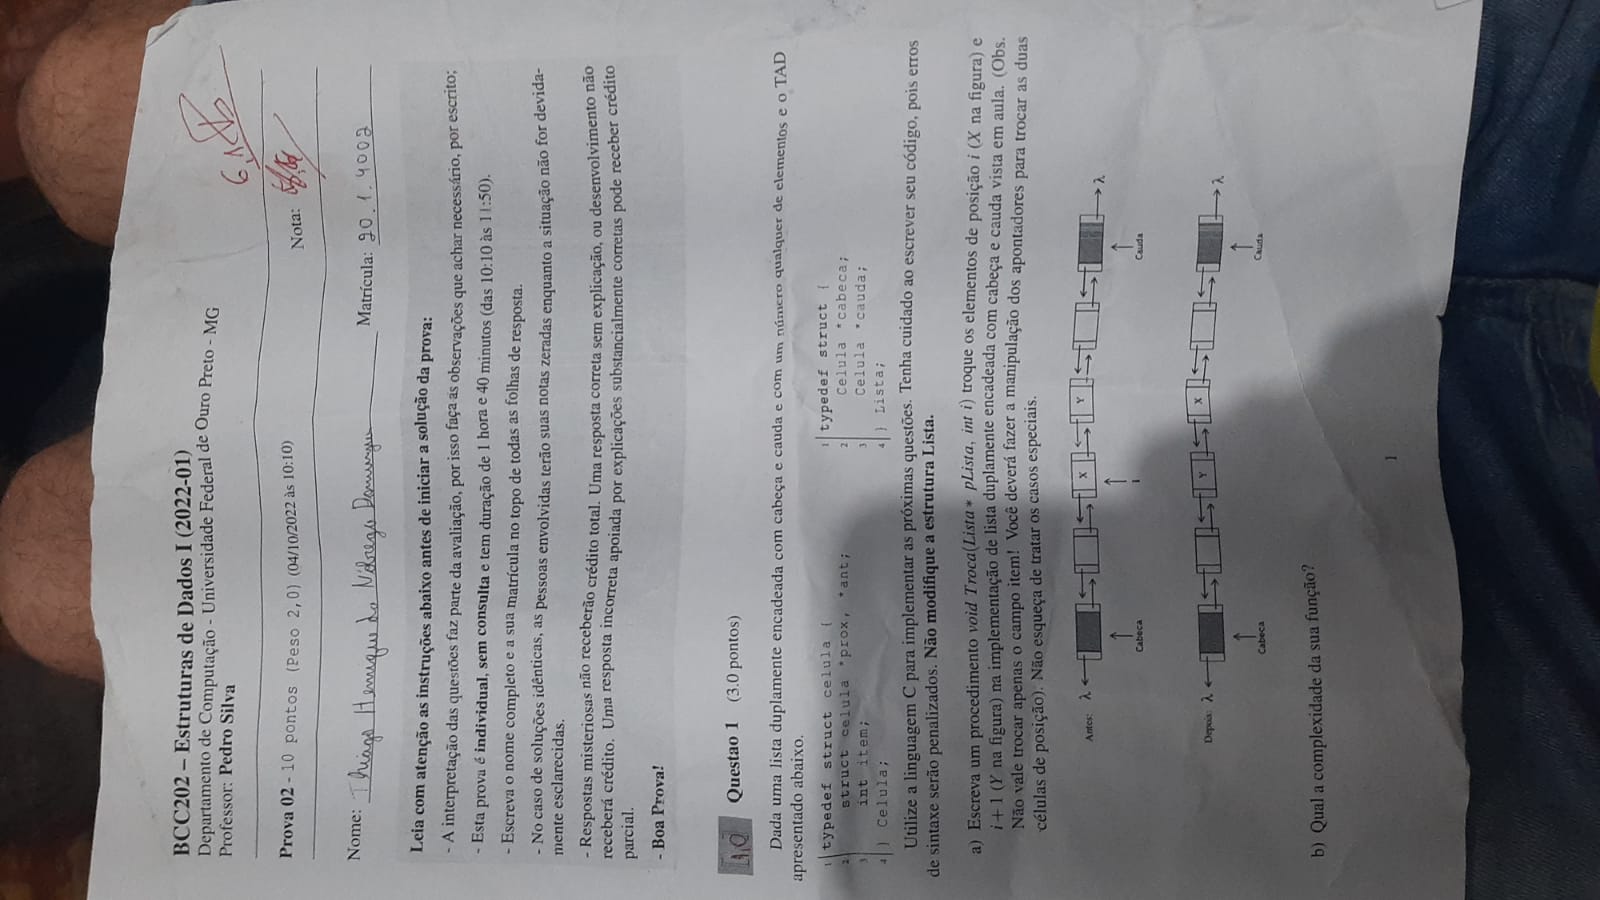 BCC202 – Estruturas de Dados I (2022-01)
Departamento de Computação - Universidade Federal de Ouro Preto - MG
Professor: Pedro Silva
6,1
Prova 02 - 10 pontos (Peso 2,0) (04/10/2022 às 10:10)
Nota:
Nome: Thiago Henrique do Nóbrega Domingues Matrícula: 20.1.4002
Leia com atenção as instruções abaixo antes de iniciar a solução da prova:
- A interpretação das questões faz parte da avaliação, por isso faça as observações que achar necessário, por escrito;
- Esta prova é individual, sem consulta e tem duração de 1 hora e 40 minutos (das 10:10 às 11:50).
- Escreva o nome completo e a sua matrícula no topo de todas as folhas de resposta.
- No caso de soluções idênticas, as pessoas envolvidas terão suas notas zeradas enquanto a situação não for devida-
mente esclarecidas.
- Respostas misteriosas não receberão crédito total. Uma resposta correta sem explicação, ou desenvolvimento não
receberá crédito. Uma resposta incorreta apoiada por explicações substancialmente corretas pode receber crédito
parcial.
- Boa Prova!
Questao 1 (3.0 pontos)
Dada uma lista duplamente encadeada com cabeça e cauda e com um número qualquer de elementos e o TAD
apresentado abaixo.
1 typedef struct celula {
2 struct celula *prox, *ant;
3 int item;
4 } Celula;
1 typedef struct {
2 Celula *cabeca;
3 Celula *cauda;
4 } Lista;
Utilize a linguagem C para implementar as próximas questões. Tenha cuidado ao escrever seu código, pois erros
de sintaxe serão penalizados. Não modifique a estrutura Lista.
a) Escreva um procedimento void Troca(Lista* pLista, int i) troque os elementos de posição i (X na figura) e
i + 1 (Y na figura) na implementação de lista duplamente encadeada com cabeça e cauda vista em aula. (Obs.
Não vale trocar apenas o campo item! Você deverá fazer a manipulação dos apontadores para trocar as duas
células de posição). Não esqueça de tratar os casos especiais.
Antes: λ X Y λ
Cabeca i Cauda
Depois: λ Y X λ
Cabeca Cauda
b) Qual a complexidade da sua função?
1